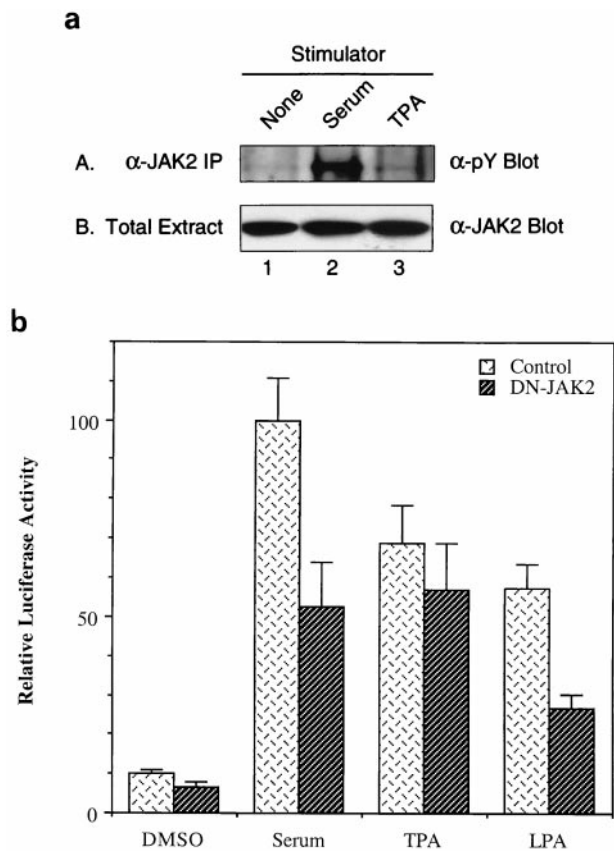 a
Stimulator
None
Serum
TPA
A. α-JAK2 IP
α-pY Blot
B. Total Extract
α-JAK2 Blot
1 2 3
b
Control
DN-JAK2
Relative Luciferase Activity
100
50
0
DMSO Serum TPA LPA